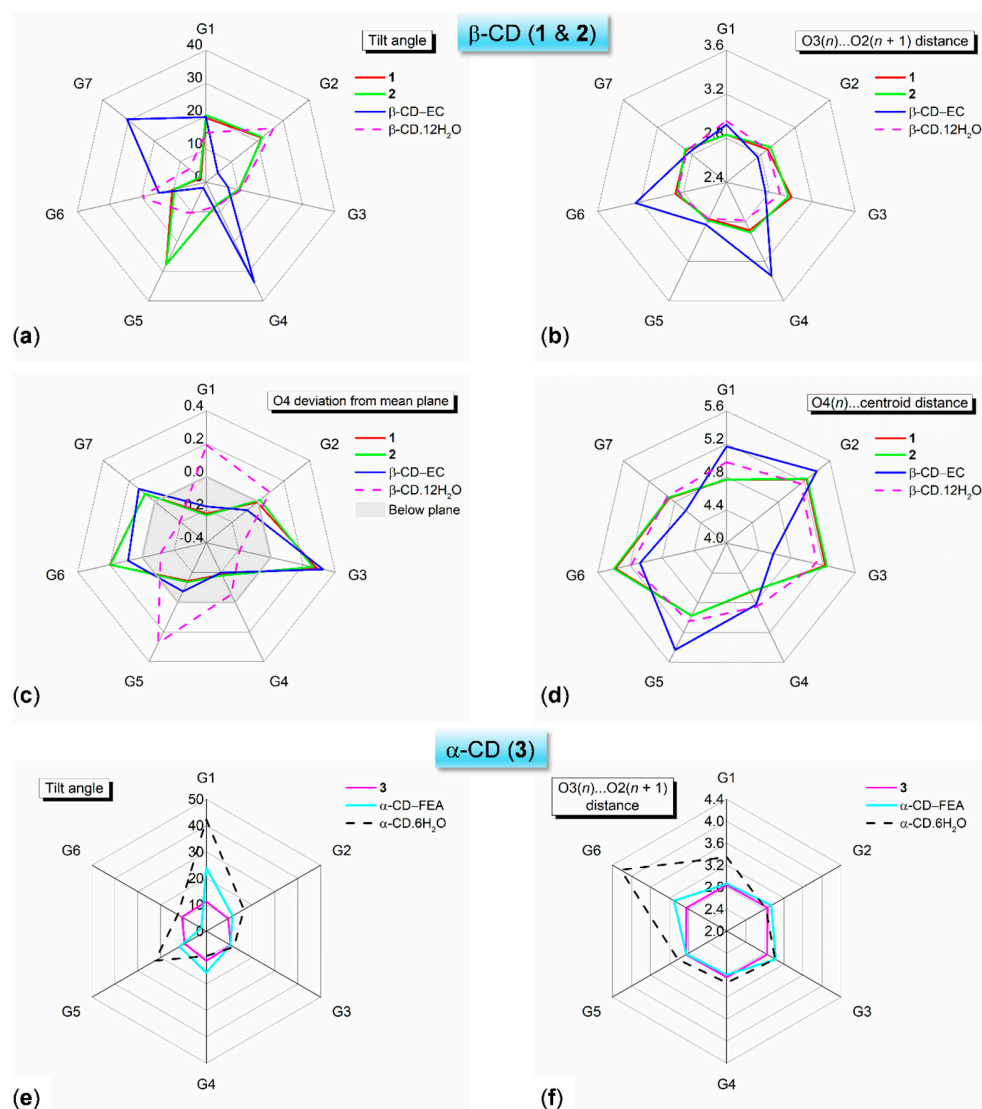 β-CD (1 & 2)
G1
40
30
20
10
0
G2
G3
G4
G5
G6
G7
Tilt angle
1
2
β-CD–EC
β-CD.12H₂O
(a)
G1
3.6
3.2
2.8
2.4
G2
G3
G4
G5
G6
G7
O3(n)...O2(n + 1) distance
1
2
β-CD–EC
β-CD.12H₂O
(b)
G1
0.4
0.2
0.0
-0.2
-0.4
G2
G3
G4
G5
G6
G7
O4 deviation from mean plane
1
2
β-CD–EC
β-CD.12H₂O
Below plane
(c)
G1
5.6
5.2
4.8
4.4
4.0
G2
G3
G4
G5
G6
G7
O4(n)...centroid distance
1
2
β-CD–EC
β-CD.12H₂O
(d)
α-CD (3)
Tilt angle
G1
50
40
30
20
10
0
G2
G3
G4
G5
G6
3
α-CD–FEA
α-CD.6H₂O
(e)
O3(n)...O2(n + 1)
distance
G1
4.4
4.0
3.6
3.2
2.8
2.4
2.0
G2
G3
G4
G5
G6
3
α-CD–FEA
α-CD.6H₂O
(f)